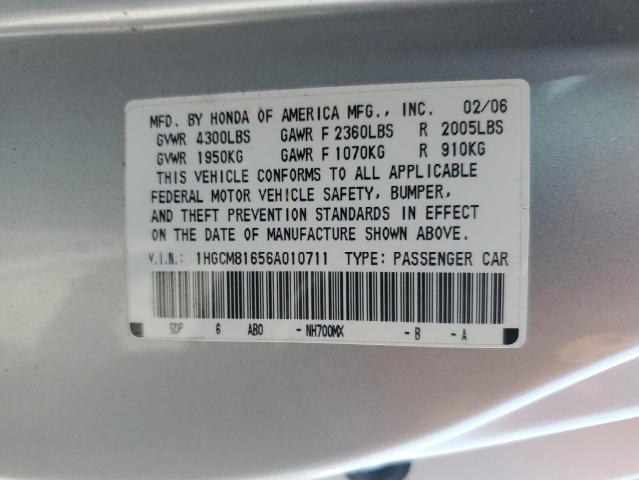 MFD. BY HONDA OF AMERICA MFG., INC. 02/06
GVWR 4300LBS GAWR F 2360LBS R 2005LBS
GVWR 1950KG GAWR F 1070KG R 910KG
THIS VEHICLE CONFORMS TO ALL APPLICABLE
FEDERAL MOTOR VEHICLE SAFETY, BUMPER,
AND THEFT PREVENTION STANDARDS IN EFFECT
ON THE DATE OF MANUFACTURE SHOWN ABOVE.
V.I.N.: 1HGCM81656A010711 TYPE: PASSENGER CAR
SDP 6 AB0 -NH700MX -B -A